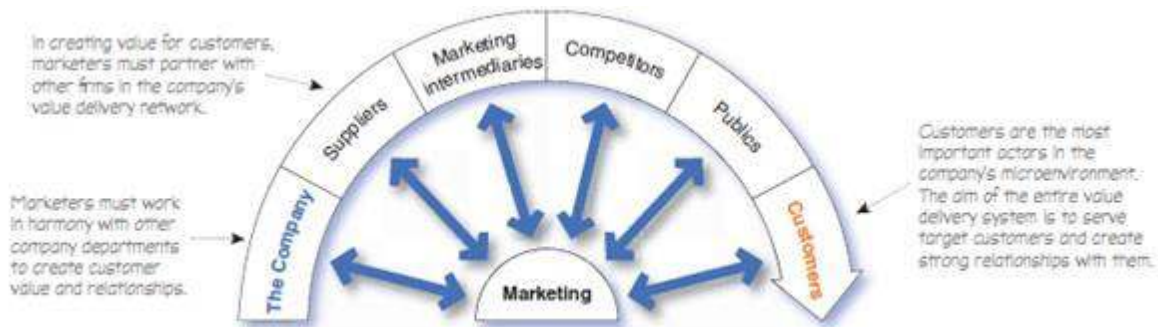 In creating value for customers,
marketers must partner with
other firms in the company's
value delivery network.
Marketers must work
in harmony with other
company departments
to create customer
value and relationships.
The Company
Suppliers
Marketing
intermediaries
Competitors
Publics
Customers
Marketing
Customers are the most
important actors in the
company's microenvironment.
The aim of the entire value
delivery system is to serve
target customers and create
strong relationships with them.